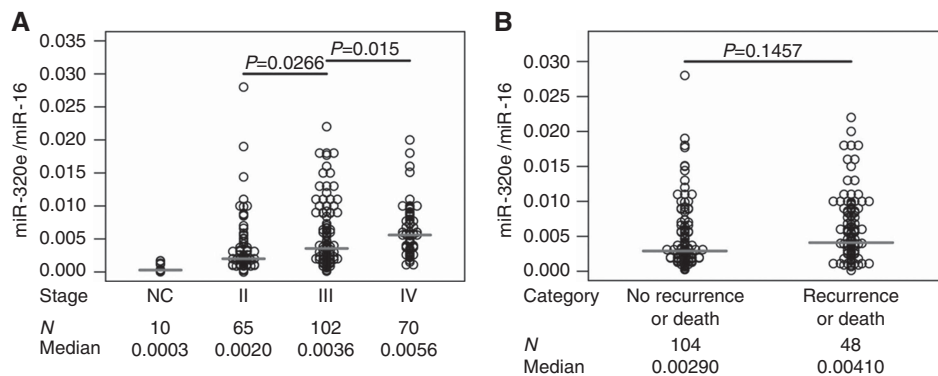 A
miR-320e/miR-16
0.035
0.030
0.025
0.020
0.015
0.010
0.005
0.000
P=0.0266
P=0.015
Stage NC II III IV
N 10 65 102 70
Median 0.0003 0.0020 0.0036 0.0056
B
miR-320e/miR-16
0.030
0.025
0.020
0.015
0.010
0.005
0.000
P=0.1457
Category No recurrence Recurrence
or death or death
N 104 48
Median 0.00290 0.00410